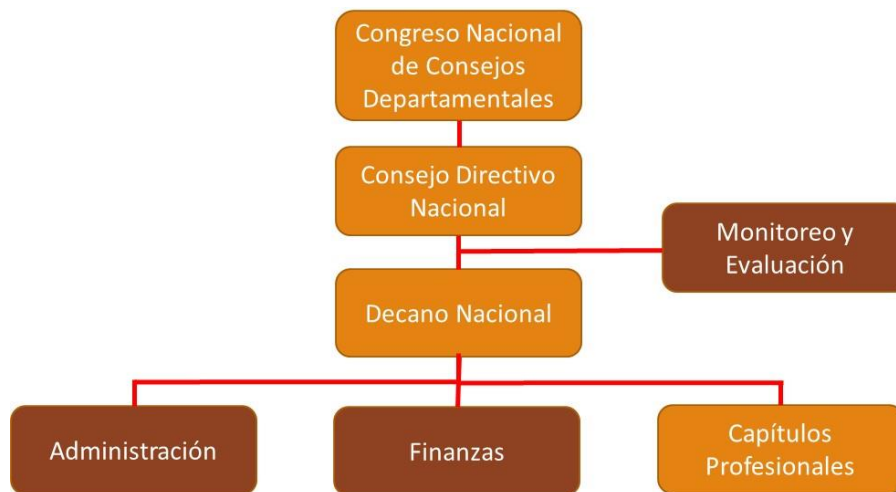 Congreso Nacional
de Consejos
Departamentales
Consejo Directivo
Nacional
Monitoreo y
Evaluación
Decano Nacional
Administración
Finanzas
Capítulos
Profesionales